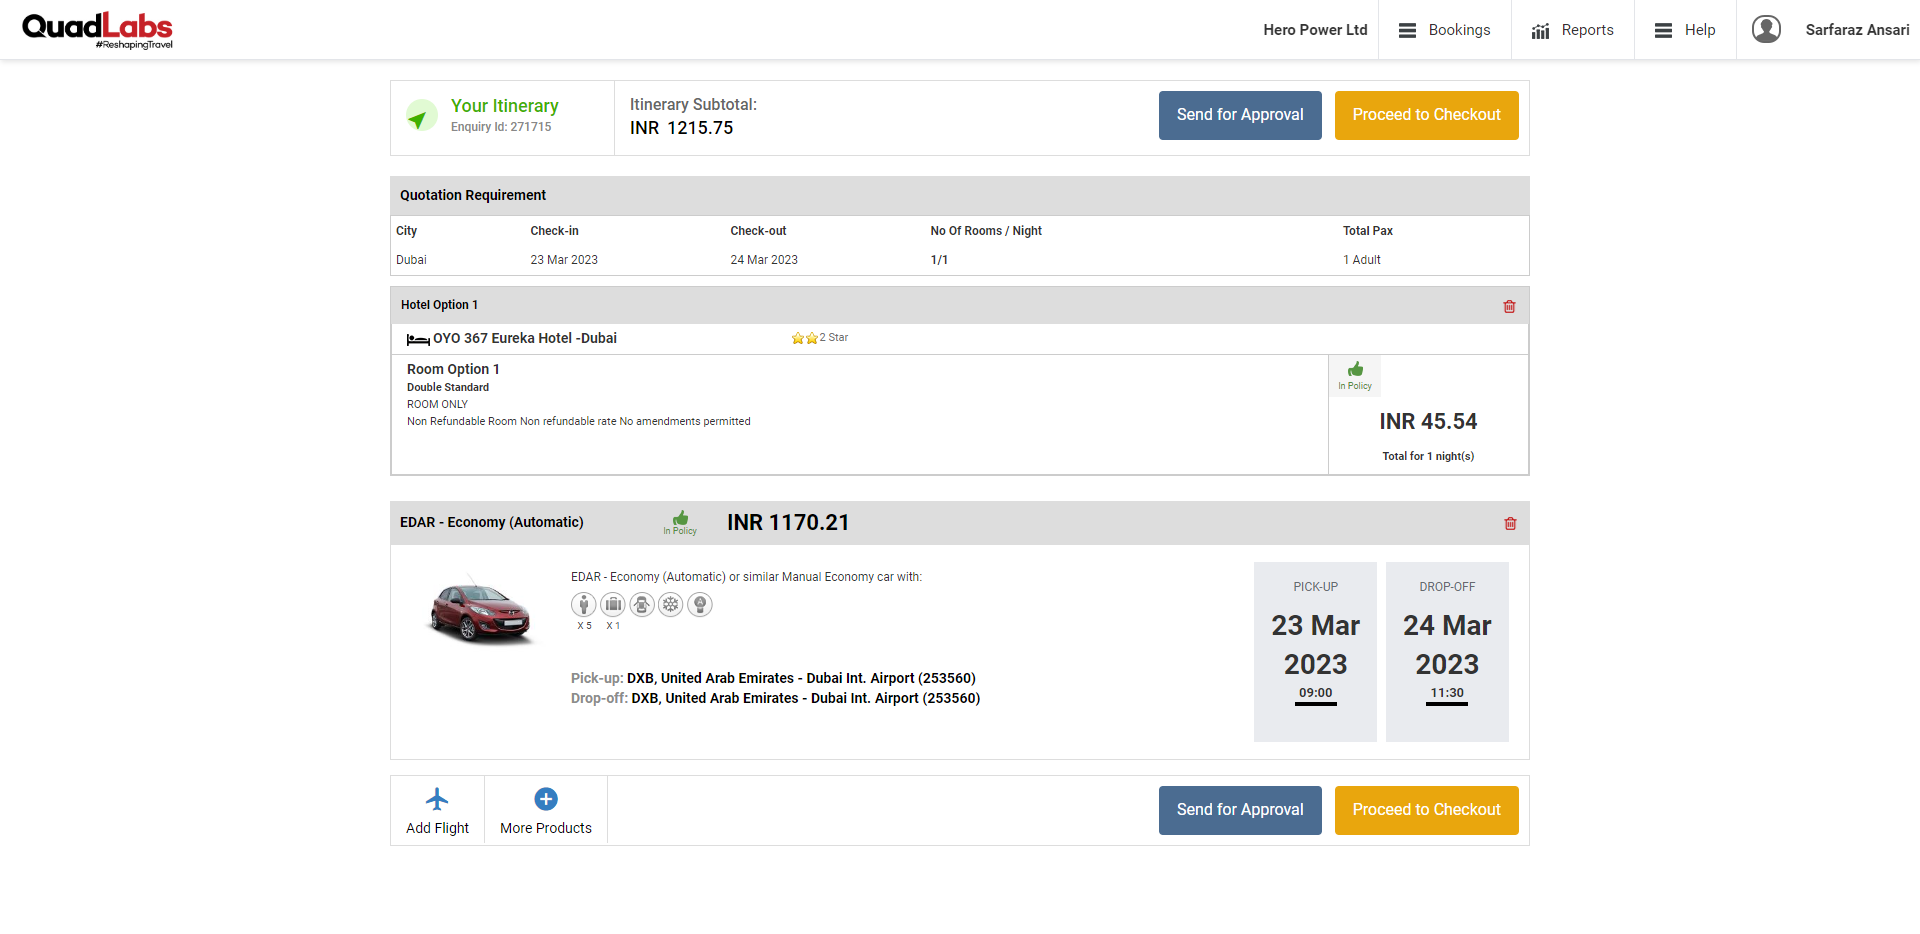 QuadLabs
#ReshapingTravel
Hero Power Ltd
Bookings
Reports
Help
Sarfaraz Ansari
Your Itinerary
Enquiry Id: 271715
Itinerary Subtotal:
INR 1215.75
Send for Approval
Proceed to Checkout
Quotation Requirement
City Check-in Check-out No Of Rooms / Night Total Pax
Dubai 23 Mar 2023 24 Mar 2023 1/1 1 Adult
Hotel Option 1
OYO 367 Eureka Hotel -Dubai 2 Star
Room Option 1
Double Standard
ROOM ONLY
Non Refundable Room Non refundable rate No amendments permitted
In Policy
INR 45.54
Total for 1 night(s)
EDAR - Economy (Automatic)
In Policy
INR 1170.21
EDAR - Economy (Automatic) or similar Manual Economy car with:
A
X 5 X 1
Pick-up: DXB, United Arab Emirates - Dubai Int. Airport (253560)
Drop-off: DXB, United Arab Emirates - Dubai Int. Airport (253560)
PICK-UP
23 Mar
2023
09:00
DROP-OFF
24 Mar
2023
11:30
Add Flight
More Products
Send for Approval
Proceed to Checkout